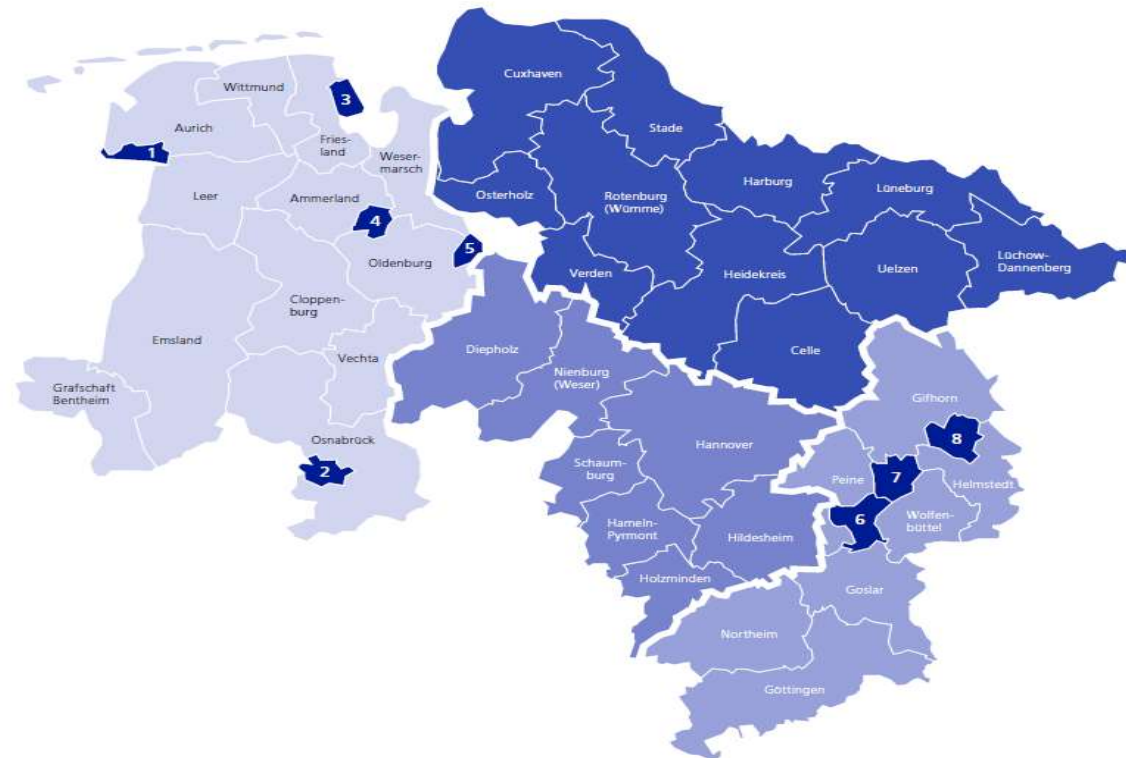 Cuxhaven
Wittmund
3
Stade
Aurich
1
Fries-
land
Weser-
marsch
Harburg
Lüneburg
Leer
Ammerland
Osterholz
Rotenburg
(Wümme)
4
5
Oldenburg
Verden
Heidekreis
Uelzen
Lüchow-
Dannenberg
Cloppen-
burg
Emsland
Diepholz
Celle
Vechta
Nienburg
(Weser)
Grafschaft
Bentheim
Gifhorn
Osnabrück
Hannover
8
2
Schaum-
burg
Peine
7
Helmstedt
Hameln-
Pyrmont
Hildesheim
6
Wolfen-
büttel
Holzminden
Goslar
Northeim
Göttingen